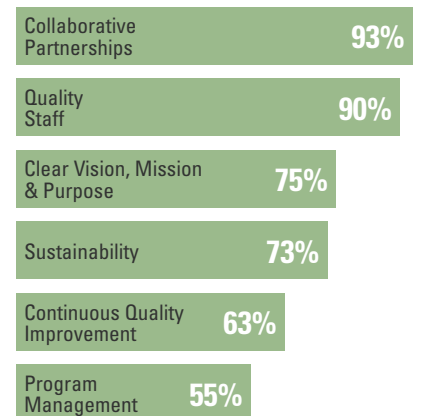 Collaborative
Partnerships
93%
Quality
Staff
90%
Clear Vision, Mission
& Purpose
75%
Sustainability
73%
Continuous Quality
Improvement
63%
Program
Management
55%